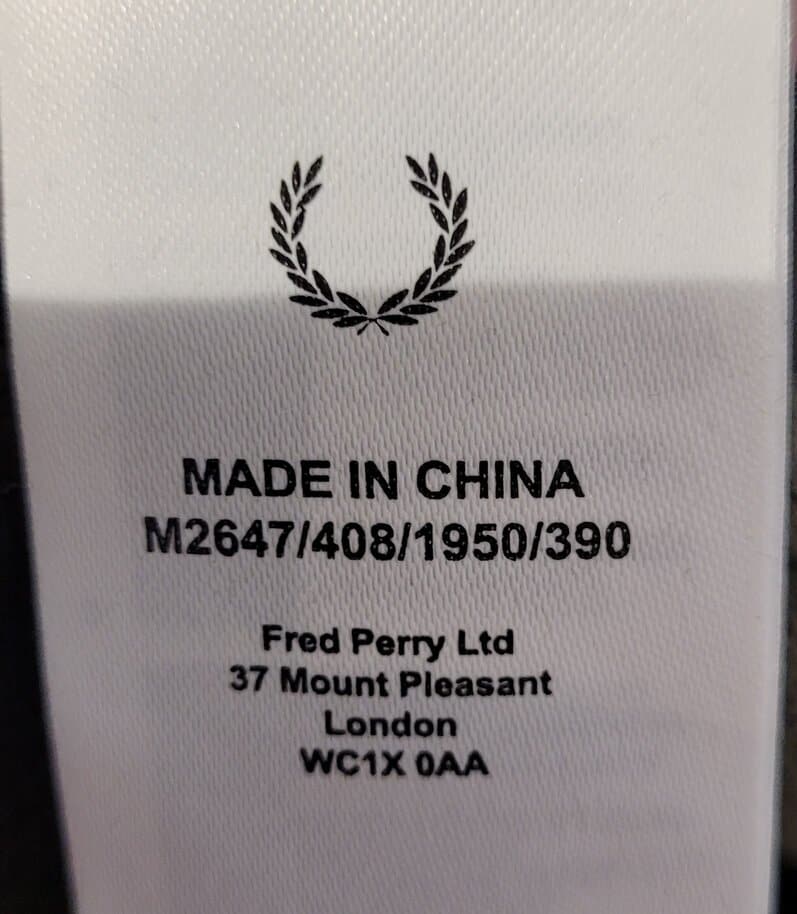 MADE IN CHINA
M2647/408/1950/390
Fred Perry Ltd
37 Mount Pleasant
London
WC1X 0AA